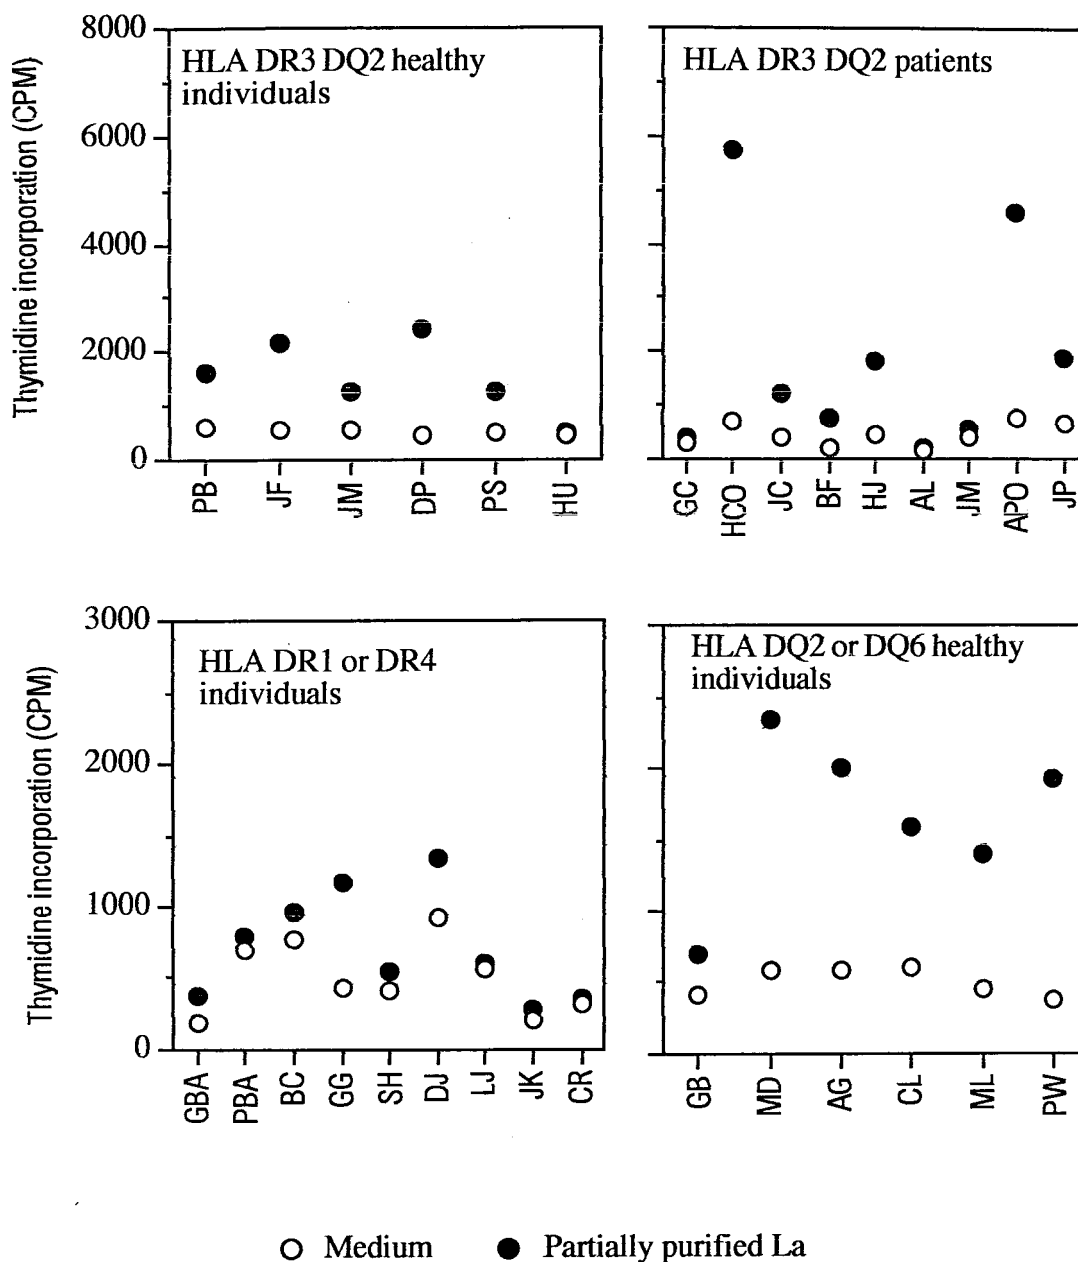 8000
6000
4000
2000
0
Thymidine incorporation (CPM)
HLA DR3 DQ2 healthy
individuals
PB JF JM DP PS HU
HLA DR3 DQ2 patients
GC HCO JC BF HJ AL JM APO JP
3000
2000
1000
0
Thymidine incorporation (CPM)
HLA DR1 or DR4
individuals
GBA PBA BC GG SH DJ LJ JK CR
HLA DQ2 or DQ6 healthy
individuals
GB MD AG CL ML PW
Medium Partially purified La